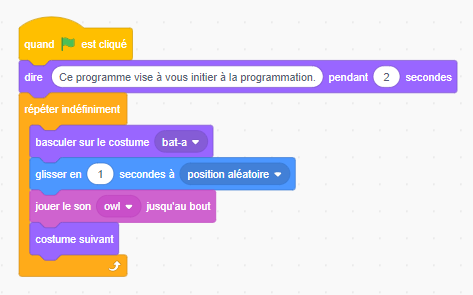 quand est cliqué
dire Ce programme vise à vous initier à la programmation. pendant 2 secondes
répéter indéfiniment
basculer sur le costume bat-a
glisser en 1 secondes à position aléatoire
jouer le son owl jusqu'au bout
costume suivant